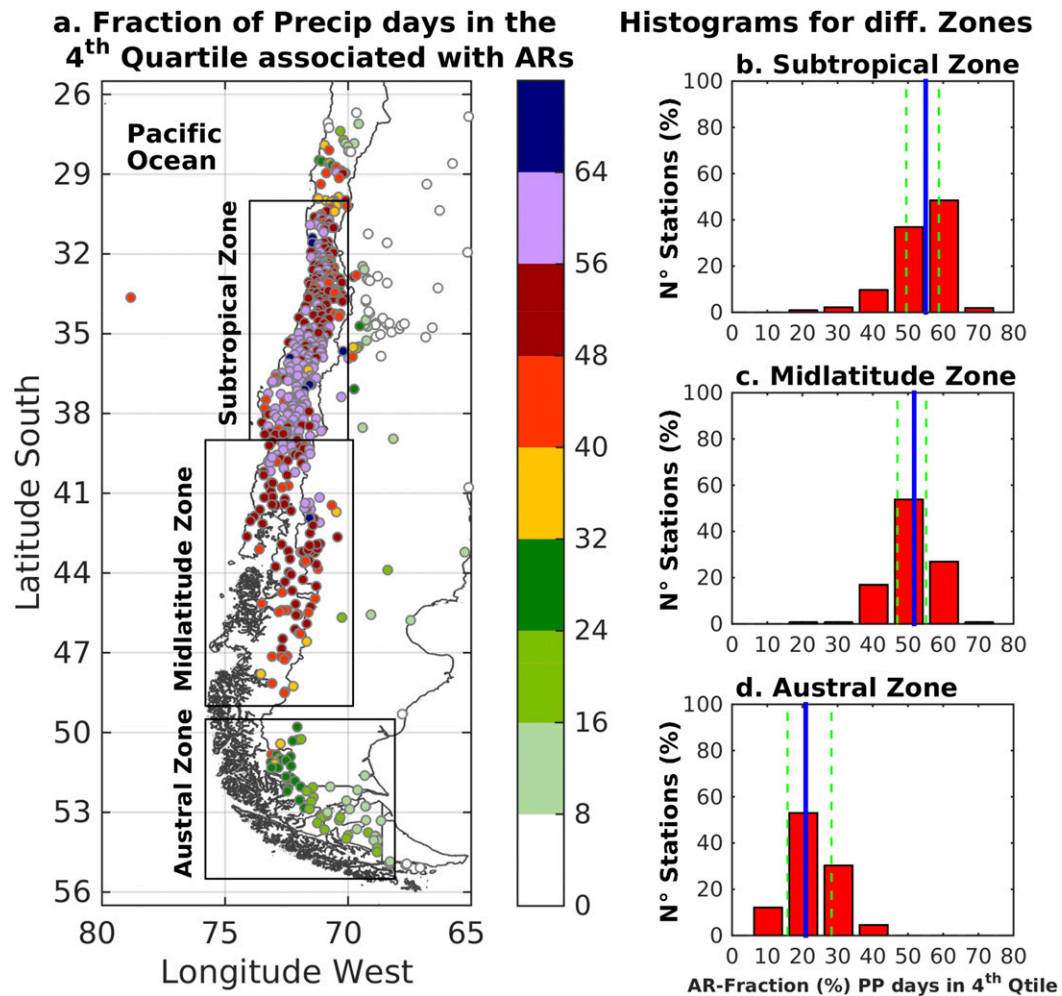 a. Fraction of Precip days in the
4th Quartile associated with ARs
26
29
32
35
38
41
44
47
50
53
56
Latitude South
80
75
70
65
Longitude West
Pacific
Ocean
Subtropical Zone
Midlatitude Zone
Austral Zone
64
56
48
40
32
24
16
8
0
Histograms for diff. Zones
b. Subtropical Zone
N° Stations (%)
100
80
60
40
20
0
0 10 20 30 40 50 60 70 80
c. Midlatitude Zone
N° Stations (%)
100
80
60
40
20
0
0 10 20 30 40 50 60 70 80
d. Austral Zone
N° Stations (%)
100
80
60
40
20
0
0 10 20 30 40 50 60 70 80
AR-Fraction (%) PP days in 4th Qtile